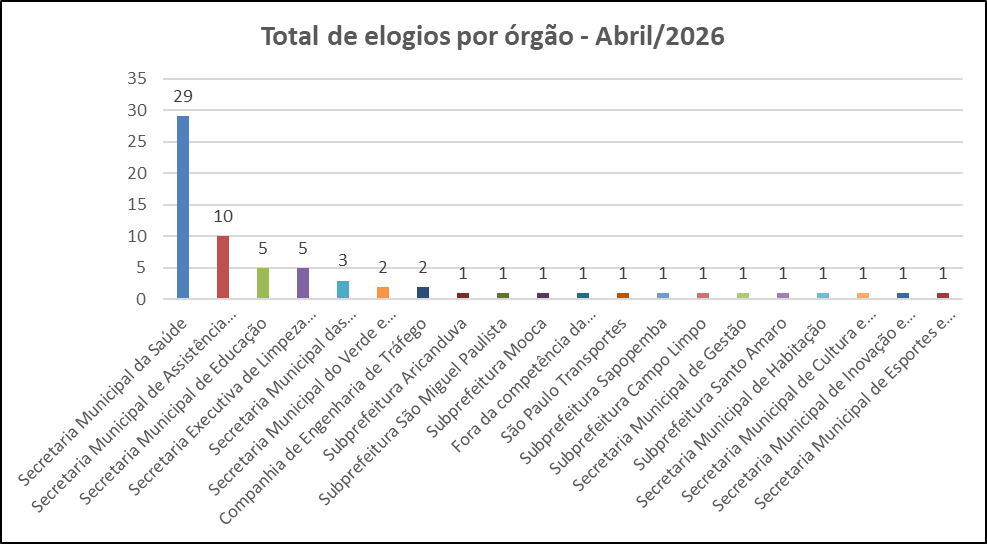 Total de elogios por órgão - Abril/2026
35
30
25
20
15
10
5
0
29
10
5
5
3
2
2
1
1
1
1
1
1
1
1
1
1
1
1
1
Secretaria Municipal da Saúde
Secretaria Municipal de Assistência...
Secretaria Municipal de Educação
Secretaria Executiva de Limpeza...
Secretaria Municipal das...
Secretaria Municipal do Verde e...
Companhia de Engenharia de Tráfego
Subprefeitura Aricanduva
Subprefeitura São Miguel Paulista
Subprefeitura Mooca
Fora da competência da...
São Paulo Transportes
Subprefeitura Sapopemba
Subprefeitura Campo Limpo
Secretaria Municipal de Gestão
Subprefeitura Santo Amaro
Secretaria Municipal de Habitação
Secretaria Municipal de Cultura e...
Secretaria Municipal de Inovação e...
Secretaria Municipal de Esportes e...